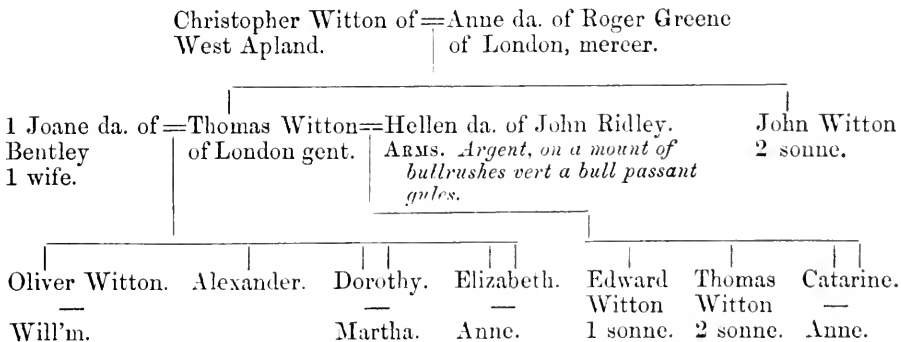 Christopher Witton of=Anne da. of Roger Greene
West Apland. of London, mercer.
1 Joane da. of=Thomas Witton=Hellen da. of John Ridley. John Witton
Bentley of London gent. ARMS. Argent, on a mount of 2 sonne.
1 wife. bullrushes vert a bull passant
gules.
Oliver Witton. Alexander. Dorothy. Elizabeth. Edward Thomas Catarine.
— — — Witton Witton —
Will'm. Martha. Anne. 1 sonne. 2 sonne. Anne.